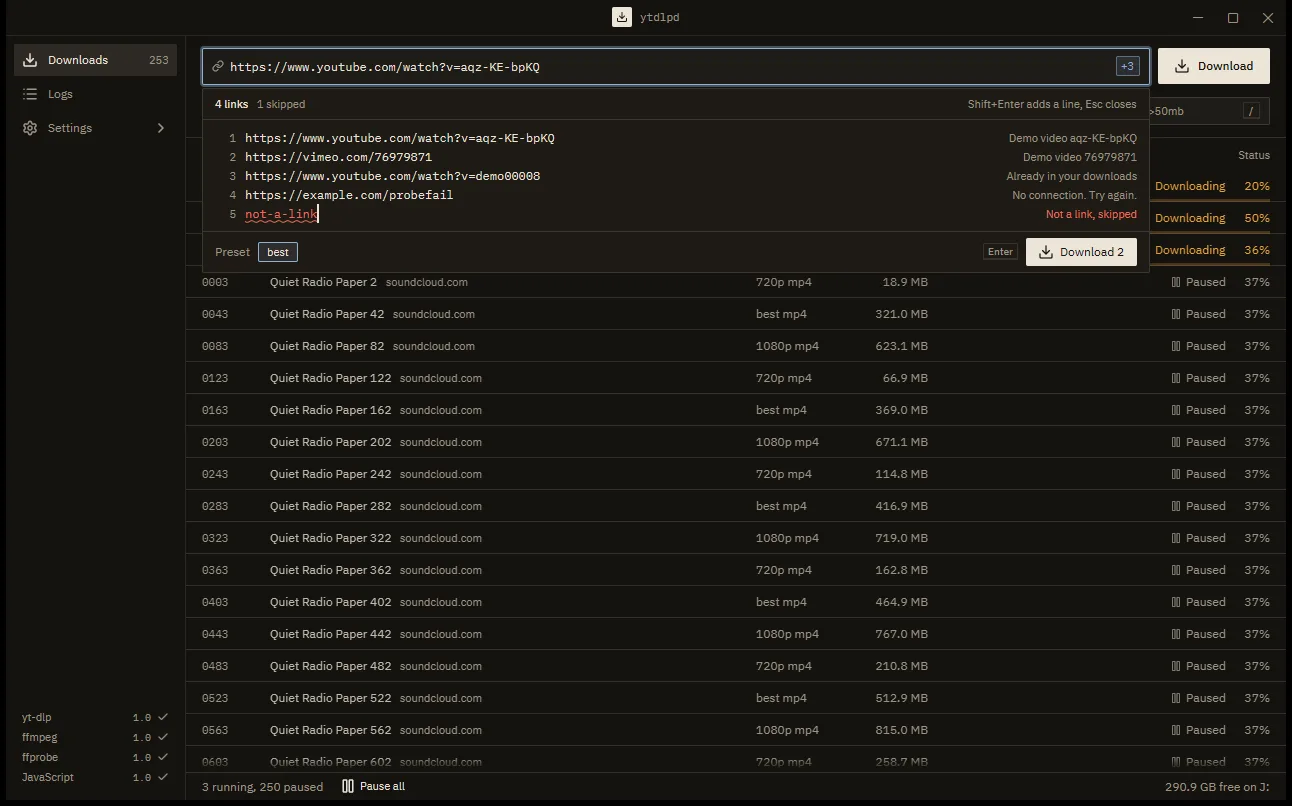 ytdlpd
Downloads 253
Logs
Settings
https://www.youtube.com/watch?v=aqz-KE-bpKQ +3
Download
4 links 1 skipped Shift+Enter adds a line, Esc closes
>50mb /
1 https://www.youtube.com/watch?v=aqz-KE-bpKQ Demo video aqz-KE-bpKQ
2 https://vimeo.com/76979871 Demo video 76979871
3 https://www.youtube.com/watch?v=demo00008 Already in your downloads
4 https://example.com/probefail No connection. Try again.
5 not-a-link Not a link, skipped
Preset best Enter Download 2
Status
Downloading 20%
Downloading 50%
Downloading 36%
0003 Quiet Radio Paper 2 soundcloud.com 720p mp4 18.9 MB Paused 37%
0043 Quiet Radio Paper 42 soundcloud.com best mp4 321.0 MB Paused 37%
0083 Quiet Radio Paper 82 soundcloud.com 1080p mp4 623.1 MB Paused 37%
0123 Quiet Radio Paper 122 soundcloud.com 720p mp4 66.9 MB Paused 37%
0163 Quiet Radio Paper 162 soundcloud.com best mp4 369.0 MB Paused 37%
0203 Quiet Radio Paper 202 soundcloud.com 1080p mp4 671.1 MB Paused 37%
0243 Quiet Radio Paper 242 soundcloud.com 720p mp4 114.8 MB Paused 37%
0283 Quiet Radio Paper 282 soundcloud.com best mp4 416.9 MB Paused 37%
0323 Quiet Radio Paper 322 soundcloud.com 1080p mp4 719.0 MB Paused 37%
0363 Quiet Radio Paper 362 soundcloud.com 720p mp4 162.8 MB Paused 37%
0403 Quiet Radio Paper 402 soundcloud.com best mp4 464.9 MB Paused 37%
0443 Quiet Radio Paper 442 soundcloud.com 1080p mp4 767.0 MB Paused 37%
0483 Quiet Radio Paper 482 soundcloud.com 720p mp4 210.8 MB Paused 37%
0523 Quiet Radio Paper 522 soundcloud.com best mp4 512.9 MB Paused 37%
0563 Quiet Radio Paper 562 soundcloud.com 1080p mp4 815.0 MB Paused 37%
0603 Quiet Radio Paper 602 soundcloud.com 720p mp4 258.7 MB Paused 37%
yt-dlp 1.0
ffmpeg 1.0
ffprobe 1.0
JavaScript 1.0
3 running, 250 paused Pause all 290.9 GB free on J: